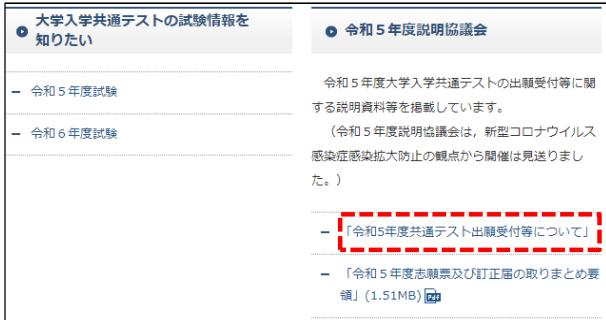 大学入学共通テストの試験情報を
知りたい
令和５年度試験
令和６年度試験
令和５年度説明協議会
令和５年度大学入学共通テストの出願受付等に関
する説明資料等を掲載しています。
（令和５年度説明協議会は，新型コロナウイルス
感染症感染拡大防止の観点から開催は見送りまし
た。）
「令和5年度共通テスト出願受付等について」
「令和５年度志願票及び訂正届の取りまとめ要
領」(1.51MB) PDF